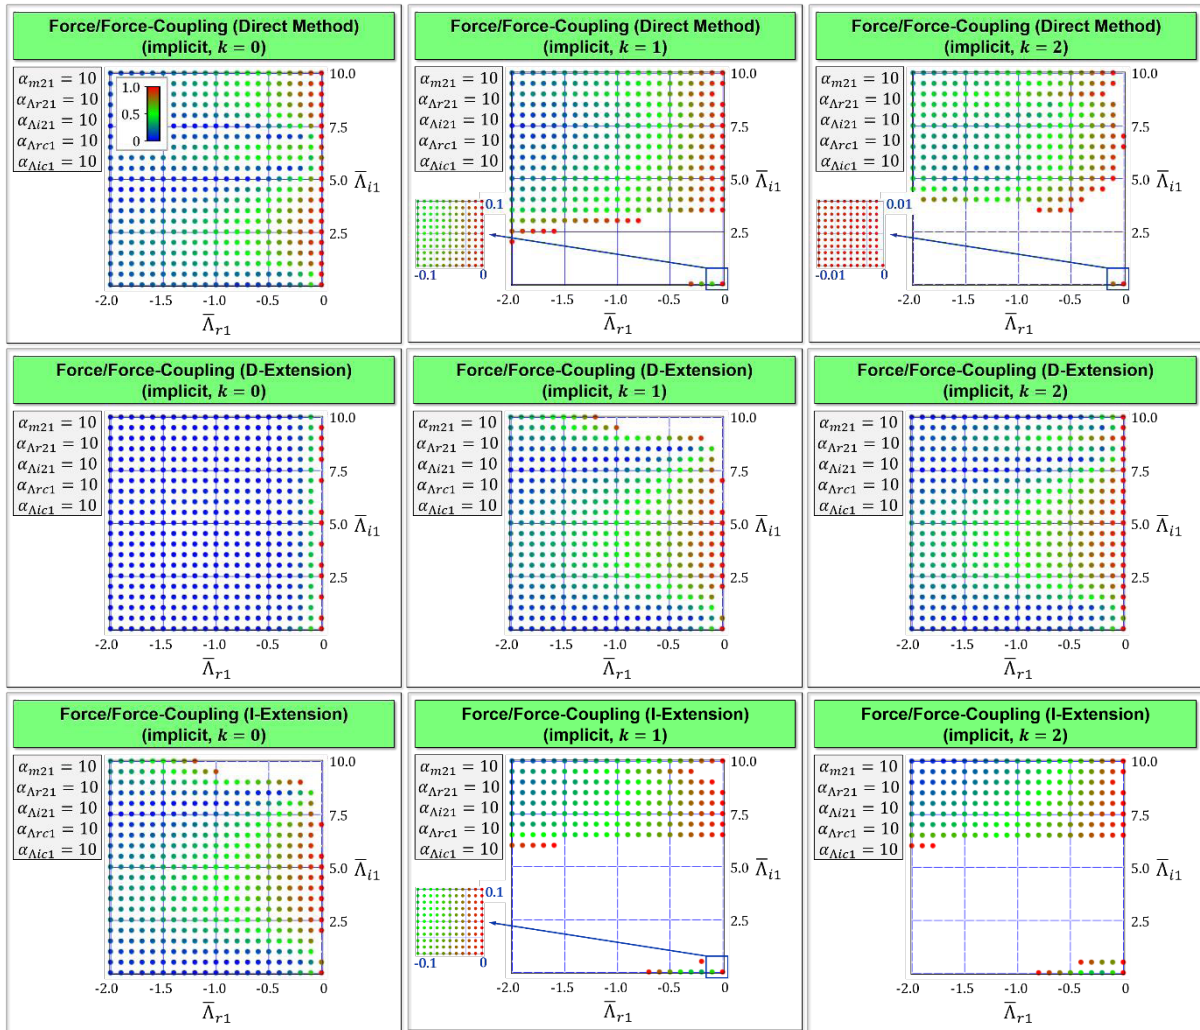 Force/Force-Coupling (Direct Method)
(implicit, k = 0)
α_m21 = 10
α_Λr21 = 10
α_Λi21 = 10
α_Λrc1 = 10
α_Λic1 = 10
1.0
0.5
0
10.0
7.5
5.0
Λ̅_i1
2.5
-2.0 -1.5 -1.0 -0.5 0
Λ̅_r1
Force/Force-Coupling (Direct Method)
(implicit, k = 1)
α_m21 = 10
α_Λr21 = 10
α_Λi21 = 10
α_Λrc1 = 10
α_Λic1 = 10
10.0
7.5
5.0
Λ̅_i1
2.5
0.1
-0.1 0
-2.0 -1.5 -1.0 -0.5 0
Λ̅_r1
Force/Force-Coupling (Direct Method)
(implicit, k = 2)
α_m21 = 10
α_Λr21 = 10
α_Λi21 = 10
α_Λrc1 = 10
α_Λic1 = 10
10.0
7.5
5.0
Λ̅_i1
2.5
0.01
-0.01 0
-2.0 -1.5 -1.0 -0.5 0
Λ̅_r1
Force/Force-Coupling (D-Extension)
(implicit, k = 0)
α_m21 = 10
α_Λr21 = 10
α_Λi21 = 10
α_Λrc1 = 10
α_Λic1 = 10
10.0
7.5
5.0
Λ̅_i1
2.5
-2.0 -1.5 -1.0 -0.5 0
Λ̅_r1
Force/Force-Coupling (D-Extension)
(implicit, k = 1)
α_m21 = 10
α_Λr21 = 10
α_Λi21 = 10
α_Λrc1 = 10
α_Λic1 = 10
10.0
7.5
5.0
Λ̅_i1
2.5
-2.0 -1.5 -1.0 -0.5 0
Λ̅_r1
Force/Force-Coupling (D-Extension)
(implicit, k = 2)
α_m21 = 10
α_Λr21 = 10
α_Λi21 = 10
α_Λrc1 = 10
α_Λic1 = 10
10.0
7.5
5.0
Λ̅_i1
2.5
-2.0 -1.5 -1.0 -0.5 0
Λ̅_r1
Force/Force-Coupling (I-Extension)
(implicit, k = 0)
α_m21 = 10
α_Λr21 = 10
α_Λi21 = 10
α_Λrc1 = 10
α_Λic1 = 10
10.0
7.5
5.0
Λ̅_i1
2.5
-2.0 -1.5 -1.0 -0.5 0
Λ̅_r1
Force/Force-Coupling (I-Extension)
(implicit, k = 1)
α_m21 = 10
α_Λr21 = 10
α_Λi21 = 10
α_Λrc1 = 10
α_Λic1 = 10
10.0
7.5
5.0
Λ̅_i1
2.5
0.1
-0.1 0
-2.0 -1.5 -1.0 -0.5 0
Λ̅_r1
Force/Force-Coupling (I-Extension)
(implicit, k = 2)
α_m21 = 10
α_Λr21 = 10
α_Λi21 = 10
α_Λrc1 = 10
α_Λic1 = 10
10.0
7.5
5.0
Λ̅_i1
2.5
-2.0 -1.5 -1.0 -0.5 0
Λ̅_r1